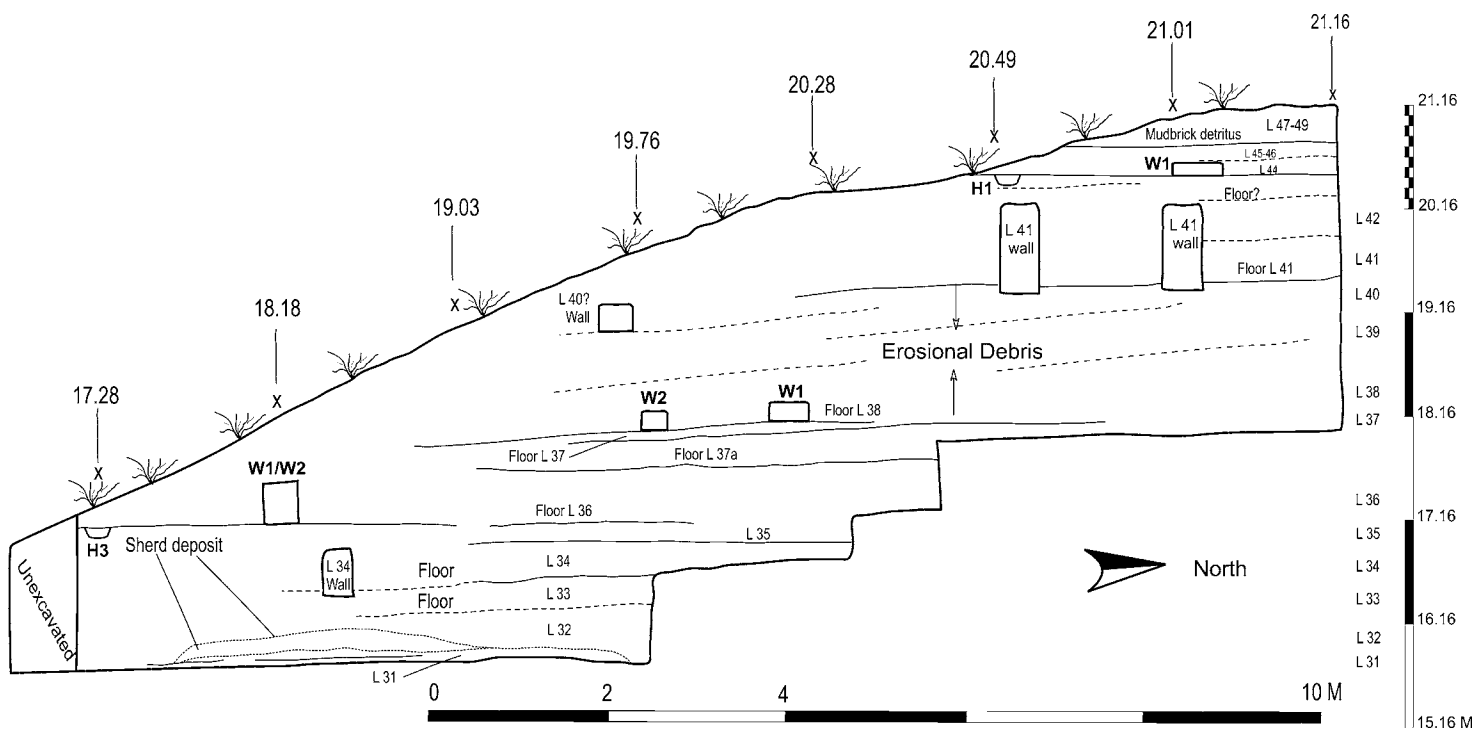 21.16
21.01
20.49
20.28
19.76
19.03
18.18
17.28
X
X
X
X
X
X
X
X
21.16
20.16
19.16
18.16
17.16
16.16
15.16 M
L 47-49
Mudbrick detritus
L 45-46
W1
L 44
H1
Floor?
L 41
wall
L 41
wall
Floor L 41
L 40?
Wall
Erosional Debris
W2
W1
Floor L 38
Floor L 37
Floor L 37a
W1/W2
Floor L 36
L 35
H3
Sherd deposit
L 34
Wall
Floor
L 34
Floor
L 33
L 32
L 31
Unexcavated
North
L 42
L 41
L 40
L 39
L 38
L 37
L 36
L 35
L 34
L 33
L 32
L 31
0 2 4 10 M